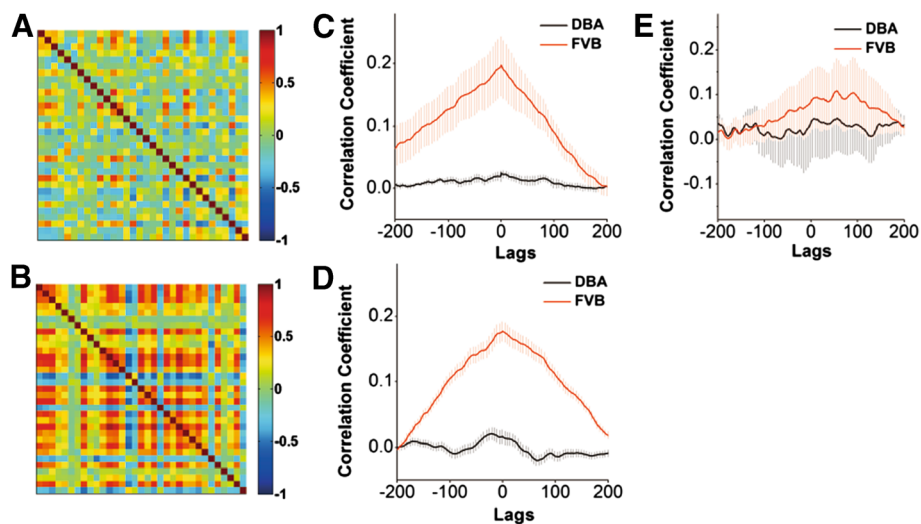 A
1
0.5
0
-0.5
-1
B
1
0.5
0
-0.5
-1
C
DBA
FVB
Correlation Coefficient
0.2
0.1
0.0
-200 -100 0 100 200
Lags
D
DBA
FVB
Correlation Coefficient
0.2
0.1
0.0
-200 -100 0 100 200
Lags
E
DBA
FVB
Correlation Coefficient
0.2
0.1
0.0
-0.1
-200 -100 0 100 200
Lags